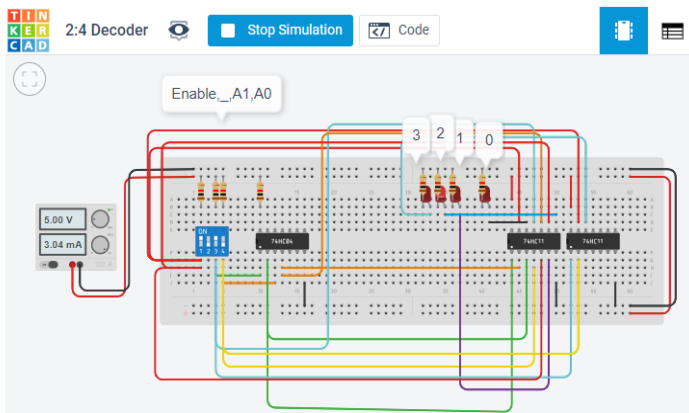 TIN
KER
CAD
2:4 Decoder
Stop Simulation
Code
Enable,_,A1,A0
3
2
1
0
5.00 V
3.04 mA
ON
1 2 3 4
74HC04
74HC11
74HC11